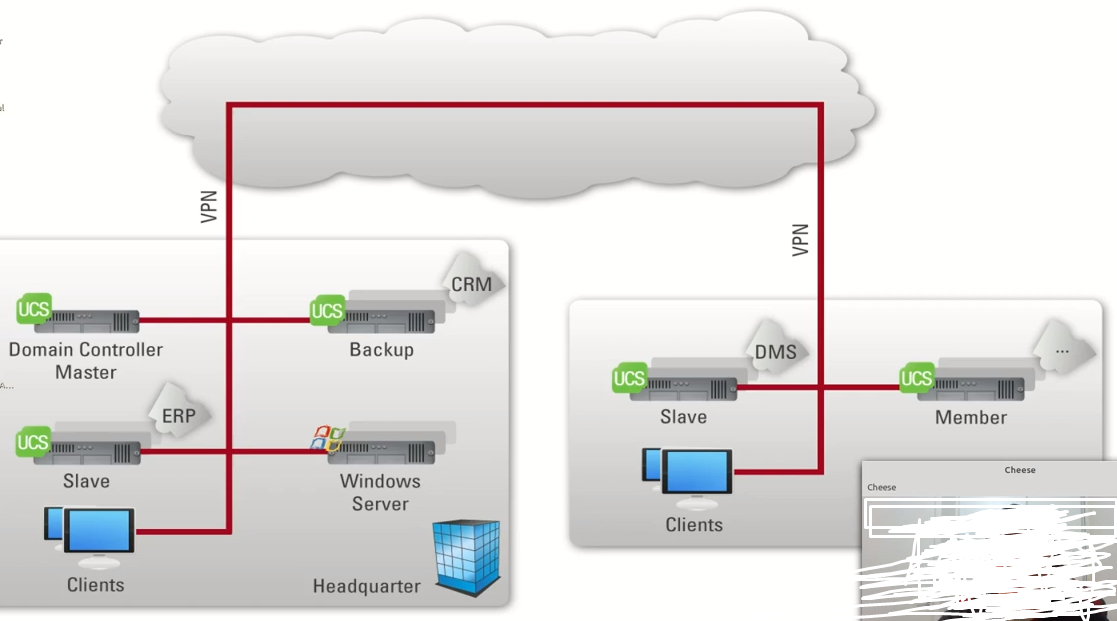 VPN
VPN
UCS
Domain Controller
Master
UCS
CRM
Backup
UCS
ERP
Slave
Windows
Server
Clients
Headquarter
UCS
DMS
Slave
UCS
...
Member
Clients
Cheese
Cheese